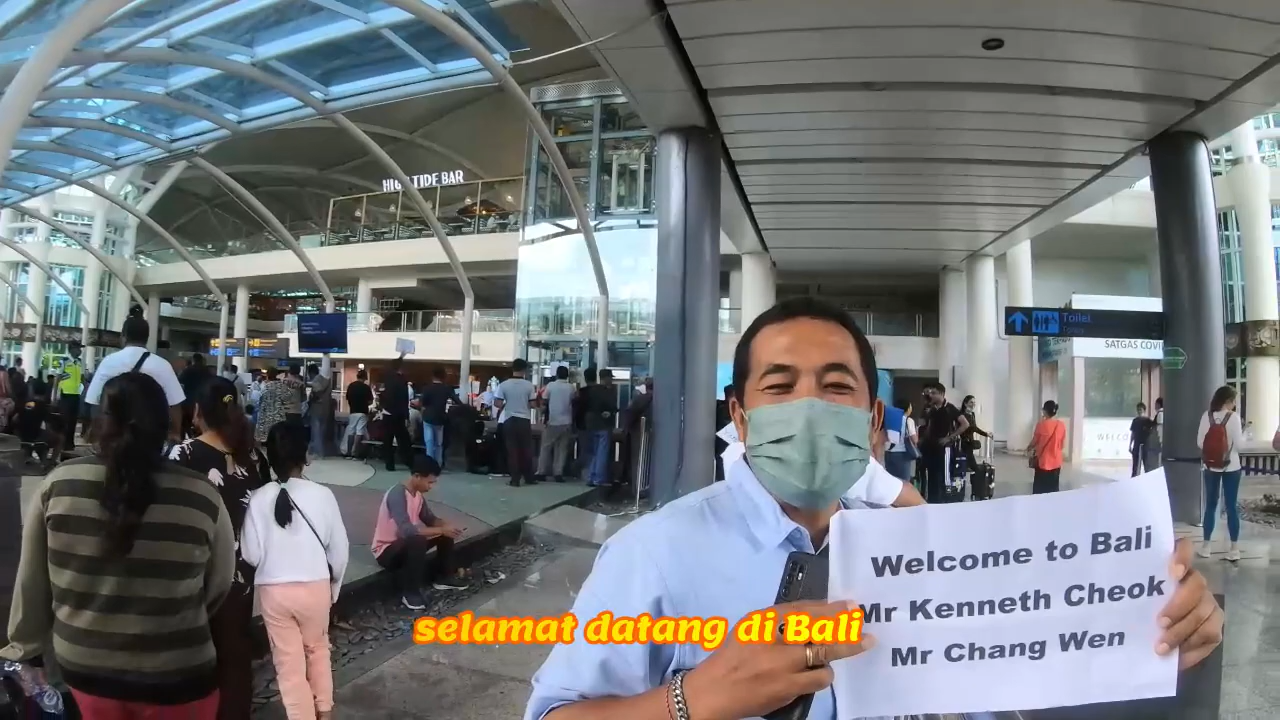 HIGH TIDE BAR
Toilet
SATGAS COVI
WELCO
Welcome to Bali
Mr Kenneth Cheok
Mr Chang Wen
selamat datang di Bali